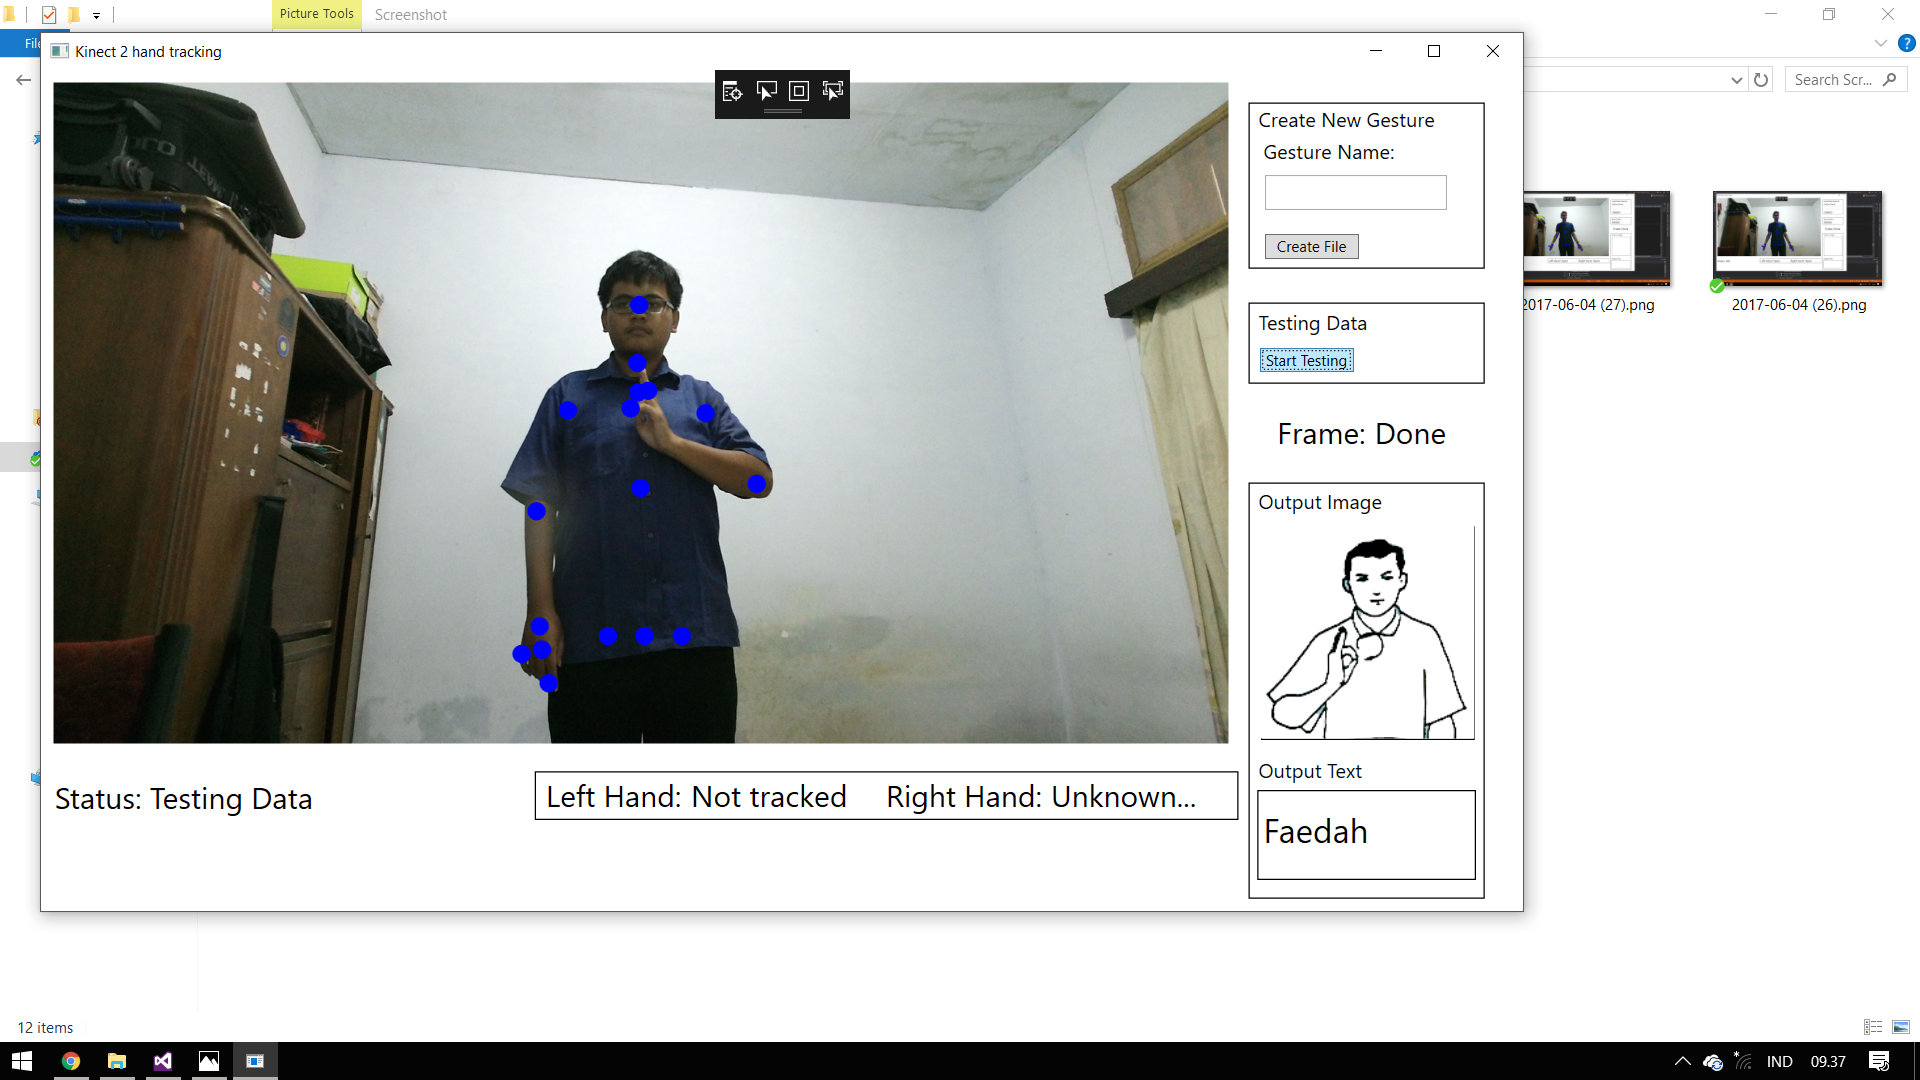 Picture Tools
Screenshot
File
Kinect 2 hand tracking
Search Scr...
Create New Gesture
Gesture Name:
Create File
Testing Data
Start Testing
Frame: Done
Output Image
Output Text
Faedah
2017-06-04 (27).png
2017-06-04 (26).png
Status: Testing Data
Left Hand: Not tracked
Right Hand: Unknown...
12 items
IND
09.37